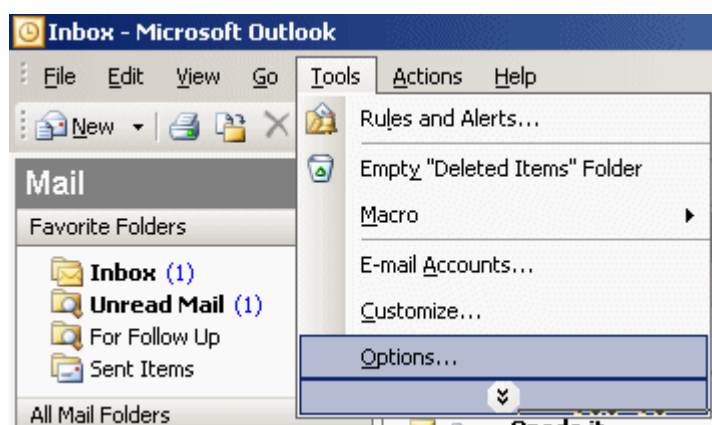 Inbox - Microsoft Outlook
File Edit View Go Tools Actions Help
New
Rules and Alerts...
Empty "Deleted Items" Folder
Macro
E-mail Accounts...
Customize...
Options...
Mail
Favorite Folders
Inbox (1)
Unread Mail (1)
For Follow Up
Sent Items
All Mail Folders